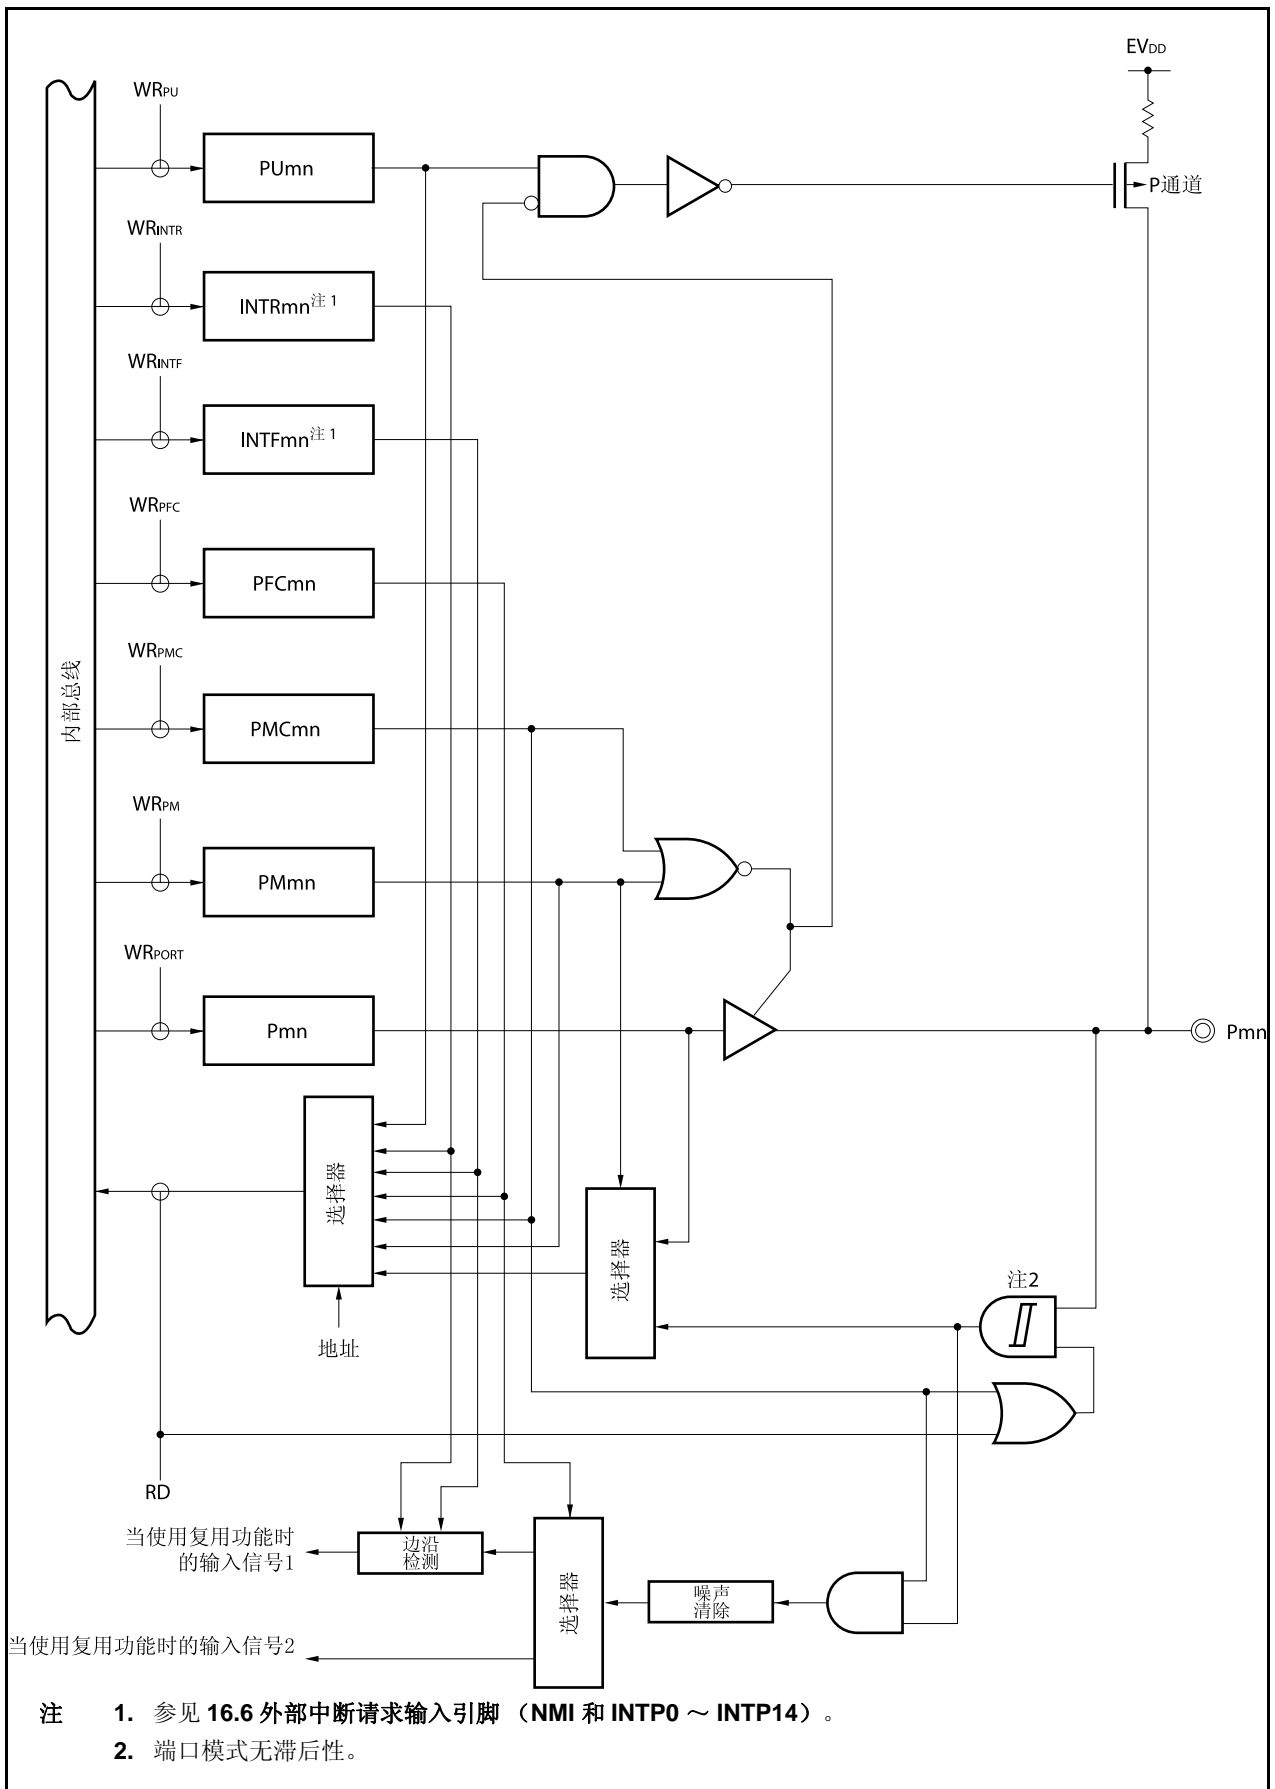 EVDD
WRPU
PUmn
P通道
WRINTR
INTRmn注 1
WRINTF
INTFmn注 1
WRPFC
PFCmn
WRPMC
内部总线
PMCmn
WRPM
PMmn
WRPORT
Pmn
Pmn
选择器
选择器
注2
地址
RD
当使用复用功能时
的输入信号1
边沿
检测
选择器
噪声
清除
当使用复用功能时的输入信号2
注 1. 参见 16.6 外部中断请求输入引脚 （NMI 和 INTP0 ～ INTP14）。
2. 端口模式无滞后性。